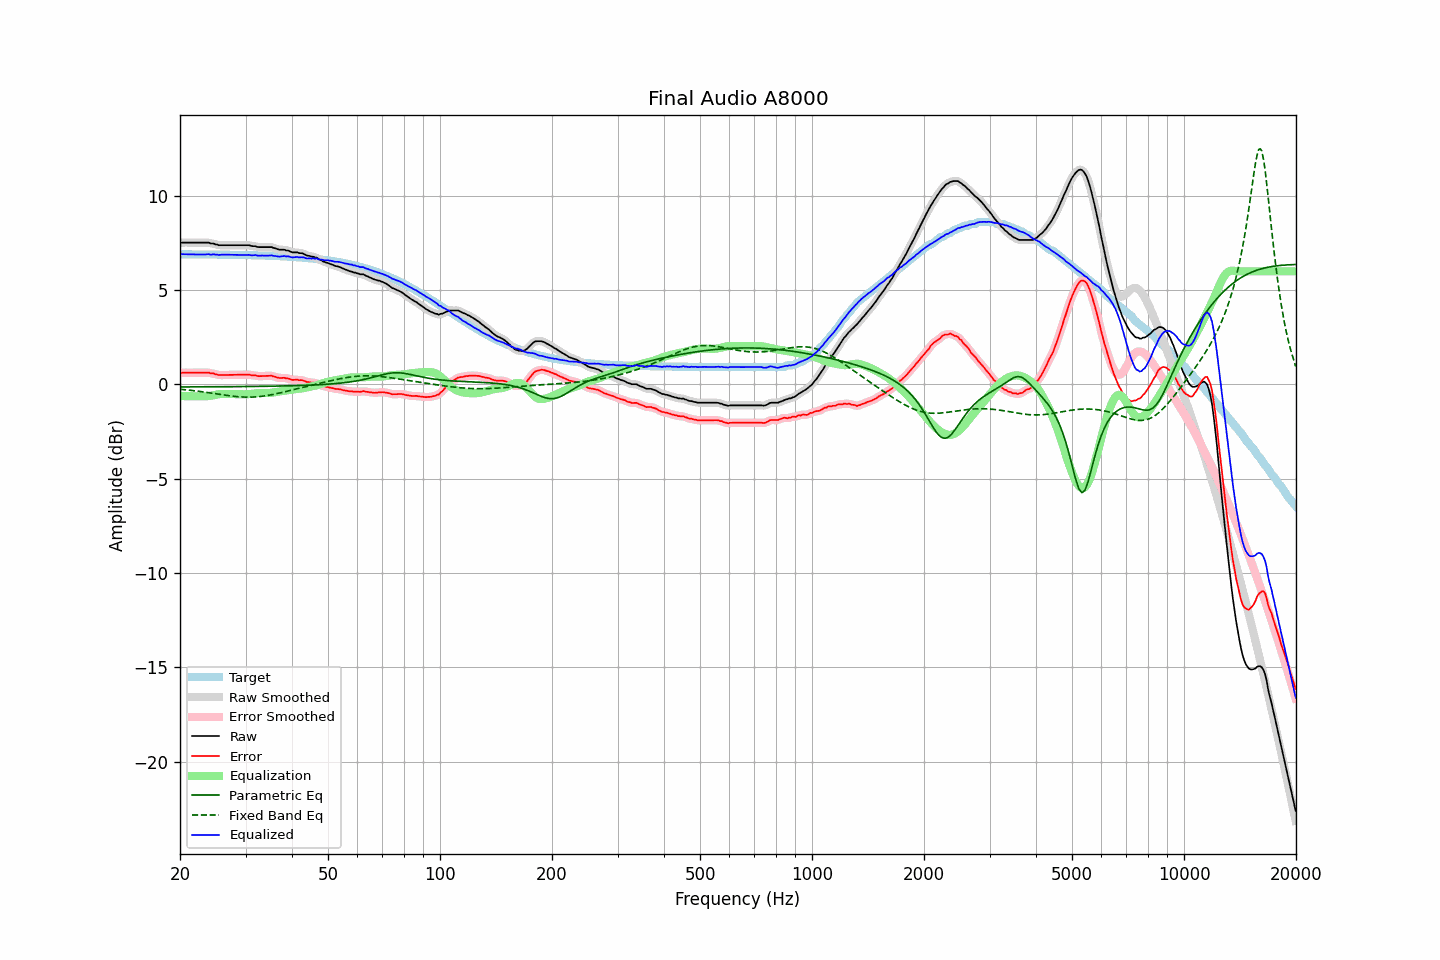 Final Audio A8000
Amplitude (dBr)
10
5
0
−5
−10
−15
−20
Target
Raw Smoothed
Error Smoothed
Raw
Error
Equalization
Parametric Eq
Fixed Band Eq
Equalized
20 50 100 200 500 1000 2000 5000 10000 20000
Frequency (Hz)